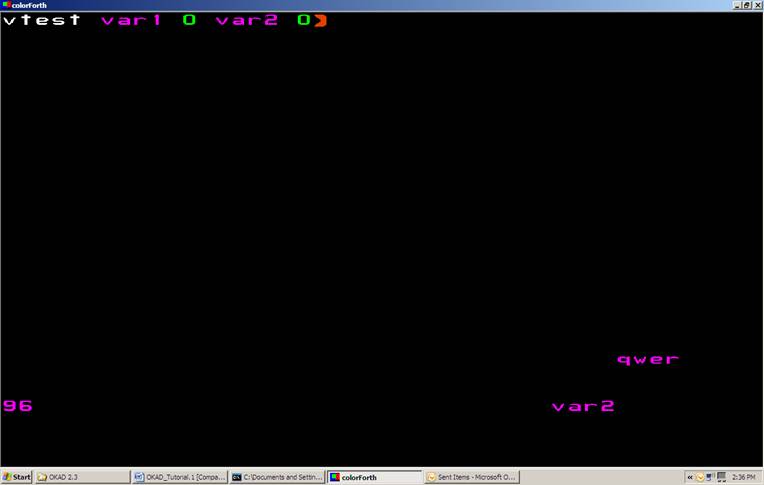 colorForth
vtest var1 0 var2 0
qwer
96 var2
Start OKAD 2.3 OKAD_Tutorial.1 [Compa... C:\Documents and Settin... colorForth Sent Items - Microsoft O... « 2:36 PM